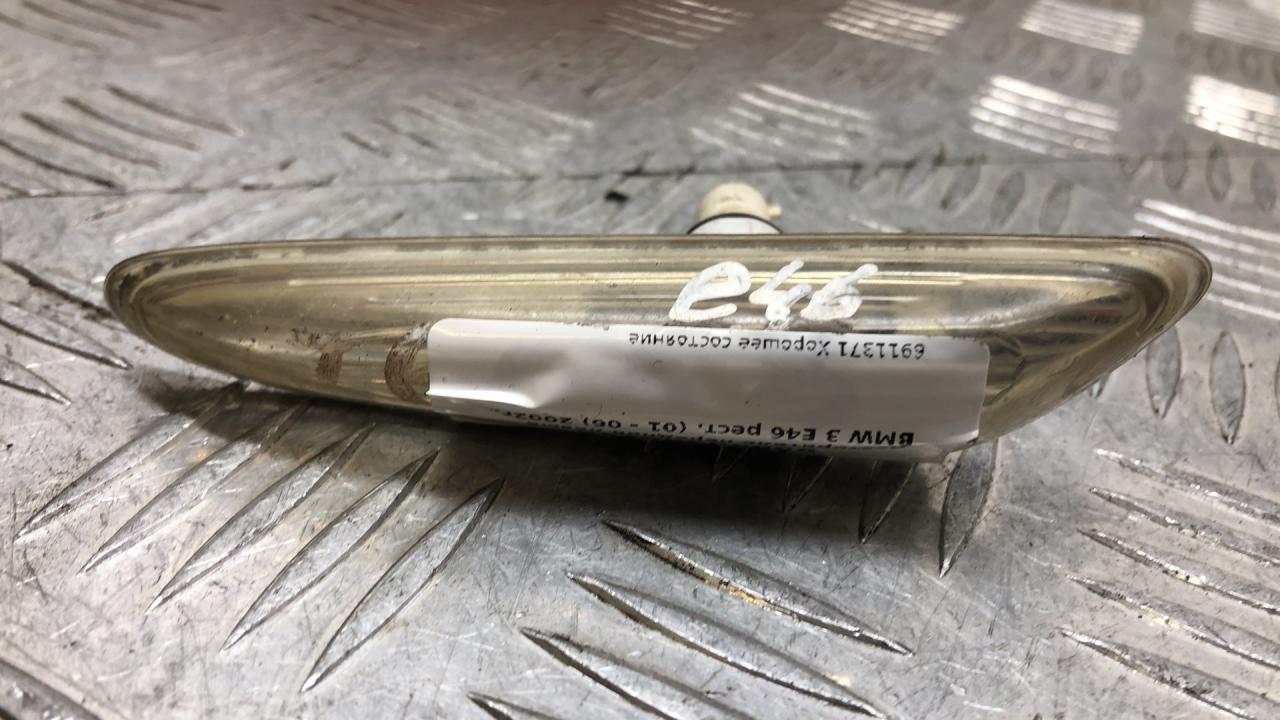 e46
BMW 3 E46 рест. (01 - 06) 2002г.
6911371 Хорошее состояние